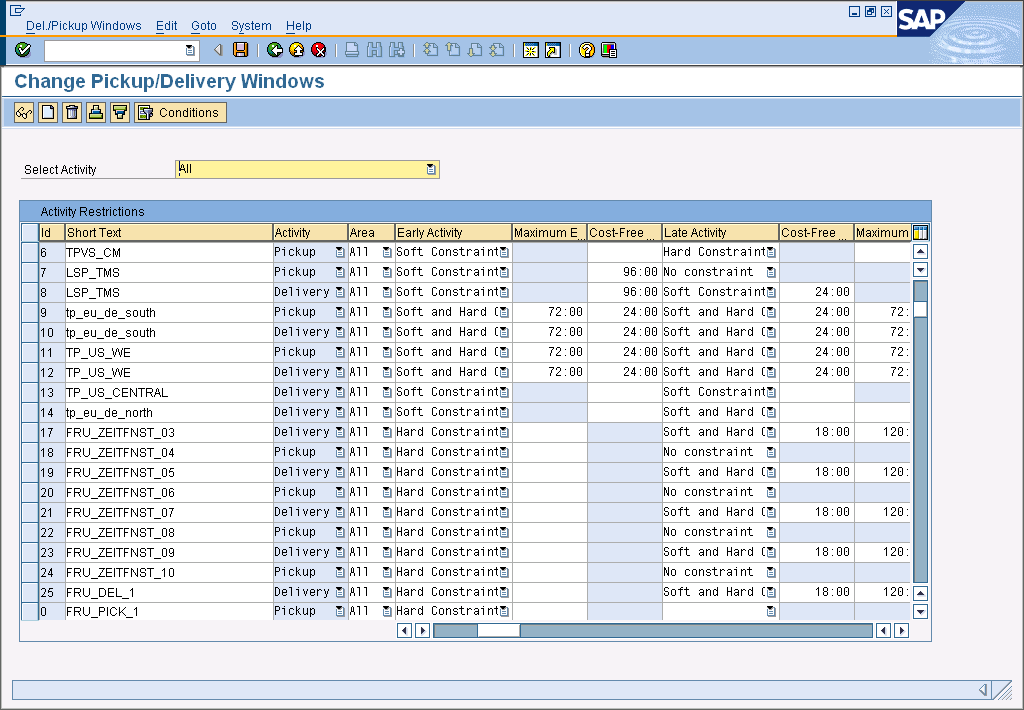 Del./Pickup Windows Edit Goto System Help
SAP
Change Pickup/Delivery Windows
Conditions
Select Activity All
Activity Restrictions
Id Short Text Activity Area Early Activity Maximum E... Cost-Free ... Late Activity Cost-Free ... Maximum
6 TPVS_CM Pickup All Soft Constraint Hard Constraint
7 LSP_TMS Pickup All Soft Constraint 96:00 No constraint
8 LSP_TMS Delivery All Soft Constraint 96:00 Soft Constraint 24:00
9 tp_eu_de_south Pickup All Soft and Hard C 72:00 24:00 Soft and Hard C 24:00 72:
10 tp_eu_de_south Delivery All Soft and Hard C 72:00 24:00 Soft and Hard C 24:00 72:
11 TP_US_WE Pickup All Soft and Hard C 72:00 24:00 Soft and Hard C 24:00 72:
12 TP_US_WE Delivery All Soft and Hard C 72:00 24:00 Soft and Hard C 24:00 72:
13 TP_US_CENTRAL Delivery All Soft Constraint Soft Constraint
14 tp_eu_de_north Delivery All Soft Constraint Soft and Hard C
17 FRU_ZEITFNST_03 Delivery All Hard Constraint Soft and Hard C 18:00 120:
18 FRU_ZEITFNST_04 Pickup All Hard Constraint No constraint
19 FRU_ZEITFNST_05 Delivery All Hard Constraint Soft and Hard C 18:00 120:
20 FRU_ZEITFNST_06 Pickup All Hard Constraint No constraint
21 FRU_ZEITFNST_07 Delivery All Hard Constraint Soft and Hard C 18:00 120:
22 FRU_ZEITFNST_08 Pickup All Hard Constraint No constraint
23 FRU_ZEITFNST_09 Delivery All Hard Constraint Soft and Hard C 18:00 120:
24 FRU_ZEITFNST_10 Pickup All Hard Constraint No constraint
25 FRU_DEL_1 Delivery All Hard Constraint Soft and Hard C 18:00 120:
0 FRU_PICK_1 Pickup All Hard Constraint